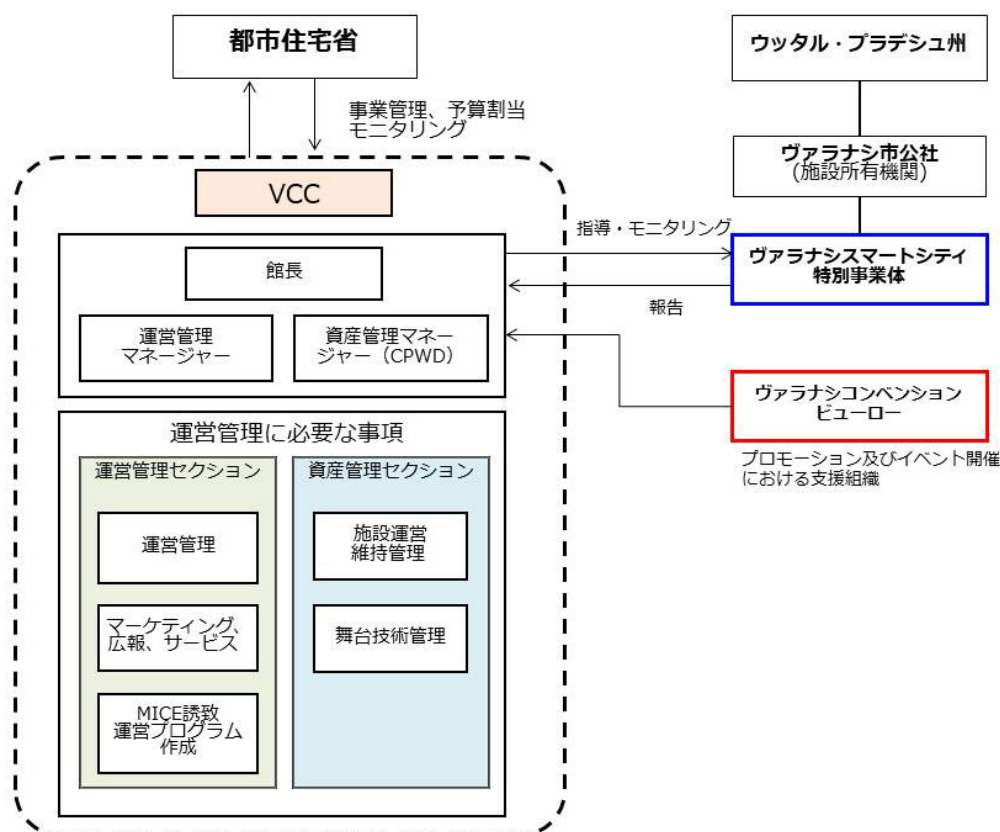 都市住宅省
事業管理、予算割当
モニタリング
VCC
館長
運営管理
マネージャー
資産管理マネー
ジャー（CPWD）
運営管理に必要な事項
運営管理セクション
運営管理
マーケティング、
広報、サービス
MICE誘致
運営プログラム
作成
資産管理セクション
施設運営
維持管理
舞台技術管理
ウッタル・プラデシュ州
ヴァラナシ市公社
(施設所有機関)
指導・モニタリング
ヴァラナシスマートシティ
特別事業体
報告
ヴァラナシコンベンション
ビューロー
プロモーション及びイベント開催
における支援組織